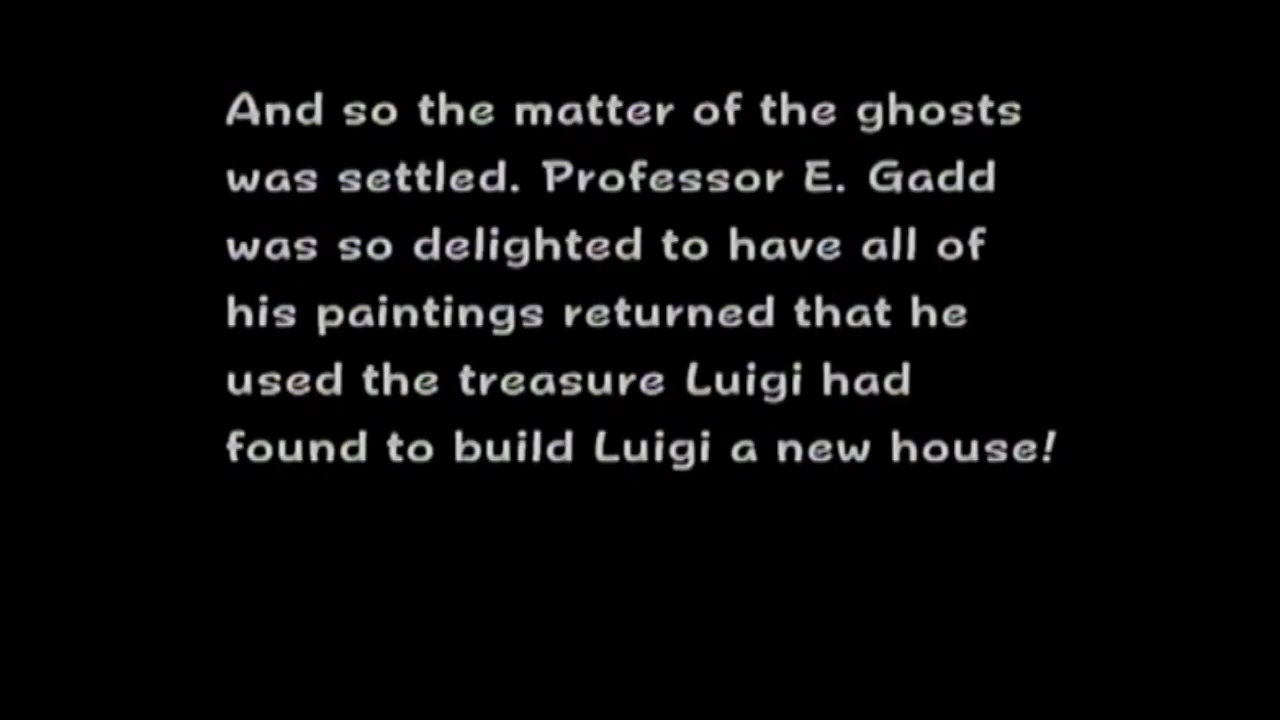 And so the matter of the ghosts
was settled. Professor E. Gadd
was so delighted to have all of
his paintings returned that he
used the treasure Luigi had
found to build Luigi a new house!